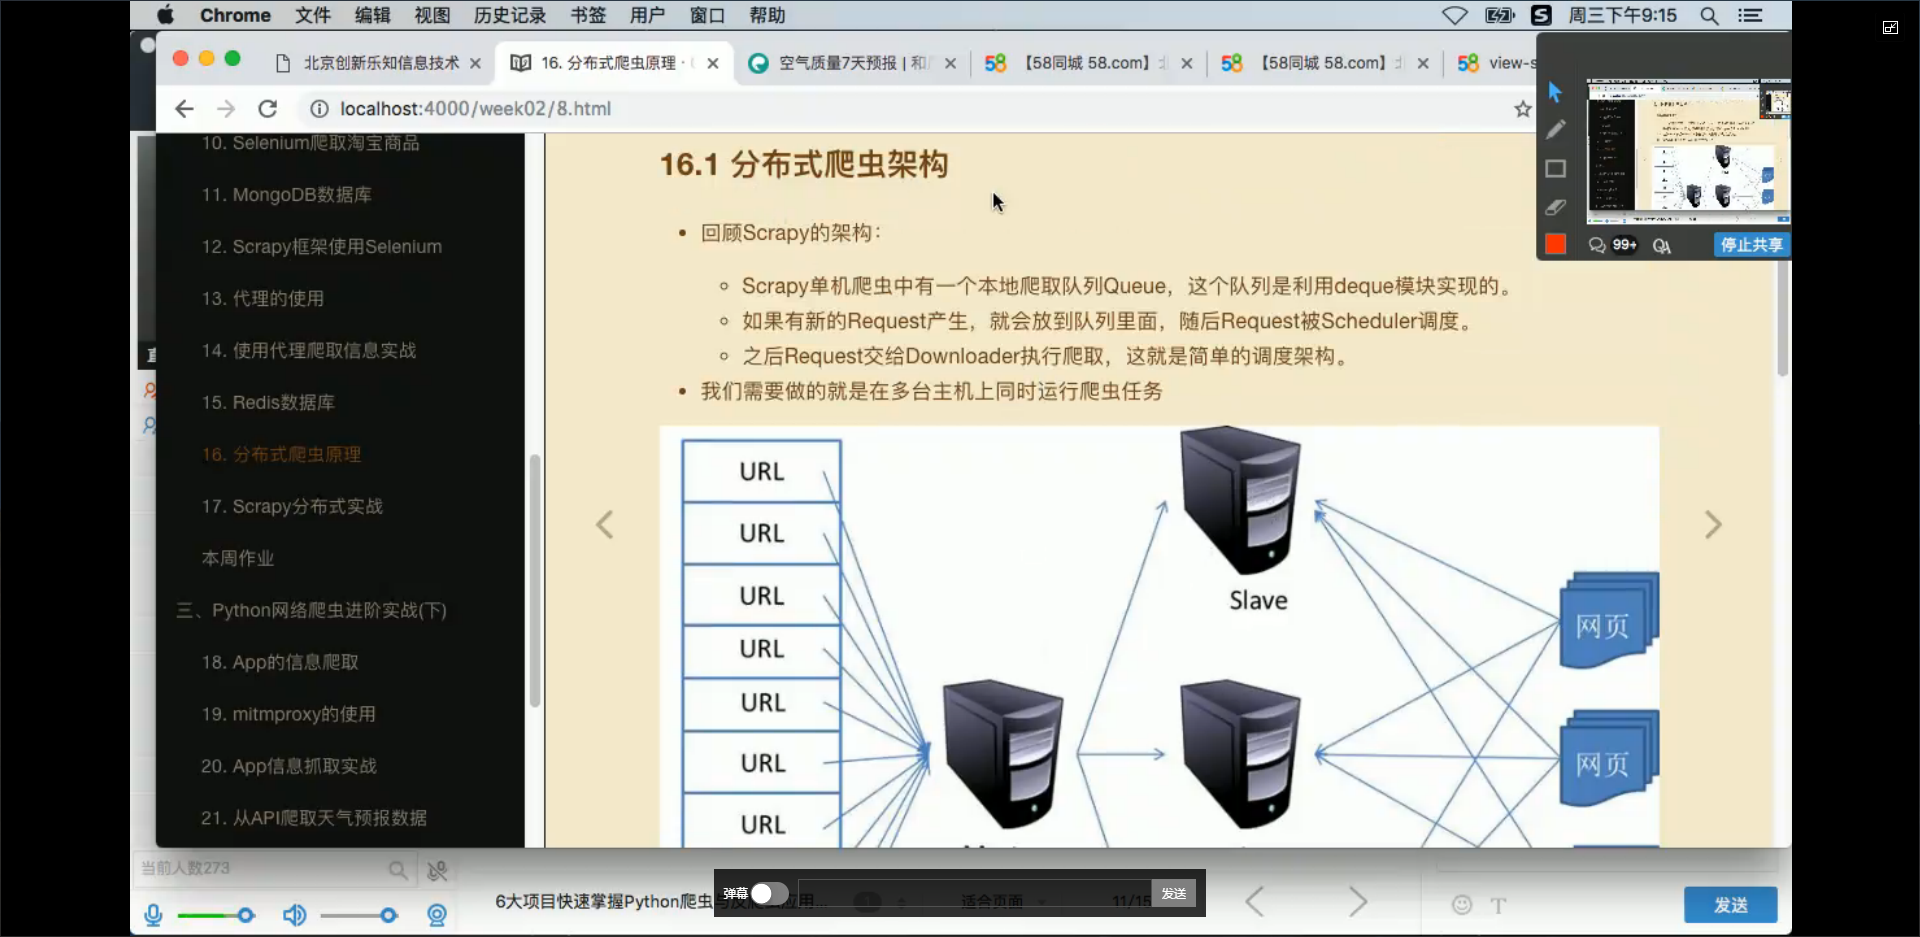 Chrome 文件 编辑 视图 历史记录 书签 用户 窗口 帮助
周三下午9:15
北京创新乐知信息技术
16. 分布式爬虫原理 ·
空气质量7天预报 | 和
58 【58同城 58.com】
58 【58同城 58.com】
58 view-s
localhost:4000/week02/8.html
10. Selenium爬取淘宝商品
11. MongoDB数据库
12. Scrapy框架使用Selenium
13. 代理的使用
14. 使用代理爬取信息实战
15. Redis数据库
16. 分布式爬虫原理
17. Scrapy分布式实战
本周作业
三、Python网络爬虫进阶实战(下)
18. App的信息爬取
19. mitmproxy的使用
20. App信息抓取实战
21. 从API爬取天气预报数据
16.1 分布式爬虫架构
• 回顾Scrapy的架构：
◦ Scrapy单机爬虫中有一个本地爬取队列Queue，这个队列是利用deque模块实现的。
◦ 如果有新的Request产生，就会放到队列里面，随后Request被Scheduler调度。
◦ 之后Request交给Downloader执行爬取，这就是简单的调度架构。
• 我们需要做的就是在多台主机上同时运行爬虫任务
URL
URL
URL
URL
URL
URL
URL
Slave
网页
网页
99+
停止共享
当前人数273
6大项目快速掌握Python爬虫与反爬虫应用...
适合页面
11/15
弹幕
发送
T
发送